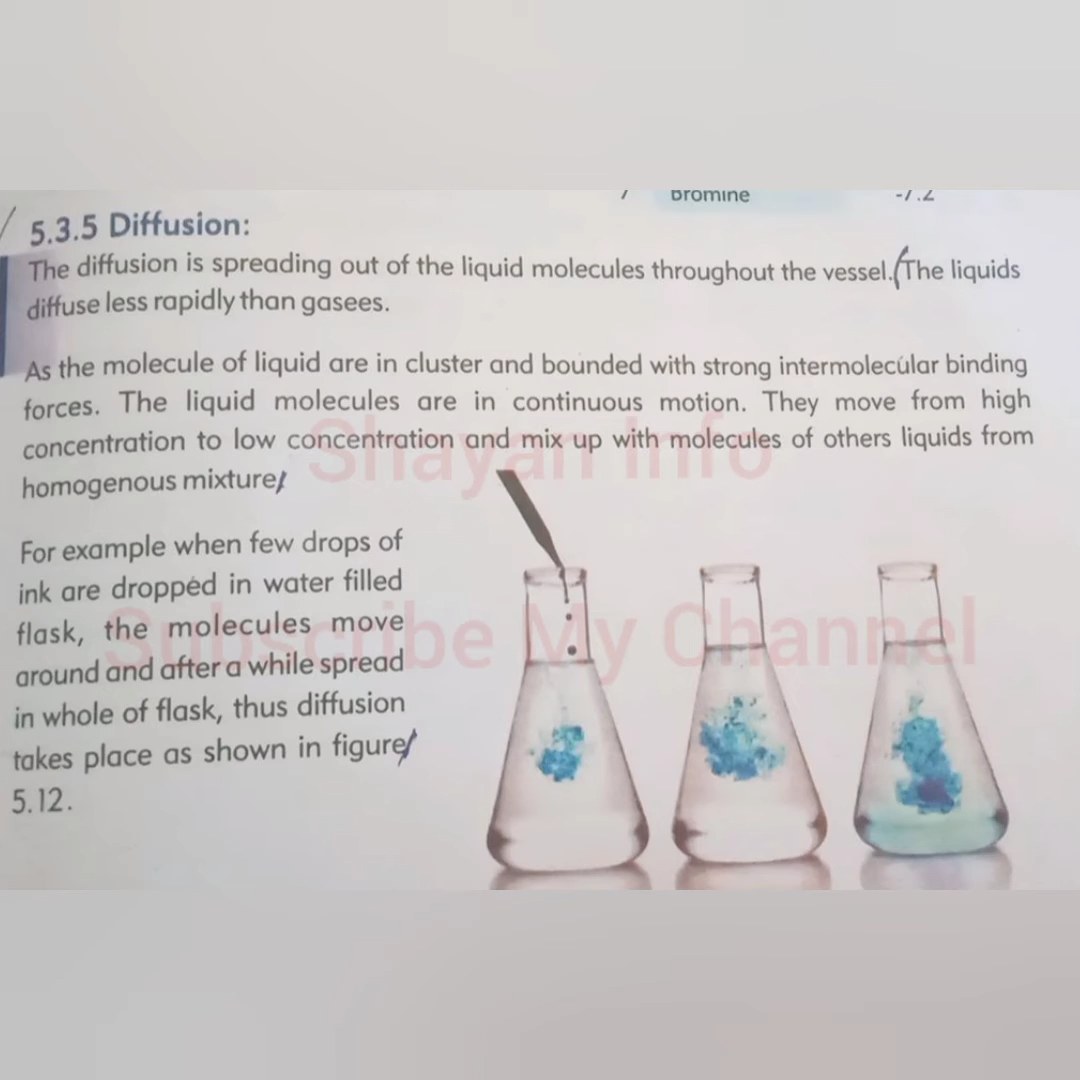 Bromine -7.2
5.3.5 Diffusion:
The diffusion is spreading out of the liquid molecules throughout the vessel. The liquids
diffuse less rapidly than gasees.
As the molecule of liquid are in cluster and bounded with strong intermolecular binding
forces. The liquid molecules are in continuous motion. They move from high
concentration to low concentration and mix up with molecules of others liquids from
homogenous mixture
Shayan Info
For example when few drops of
ink are dropped in water filled
flask, the molecules move
Subscribe My Channel
around and after a while spread
in whole of flask, thus diffusion
takes place as shown in figure
5.12.